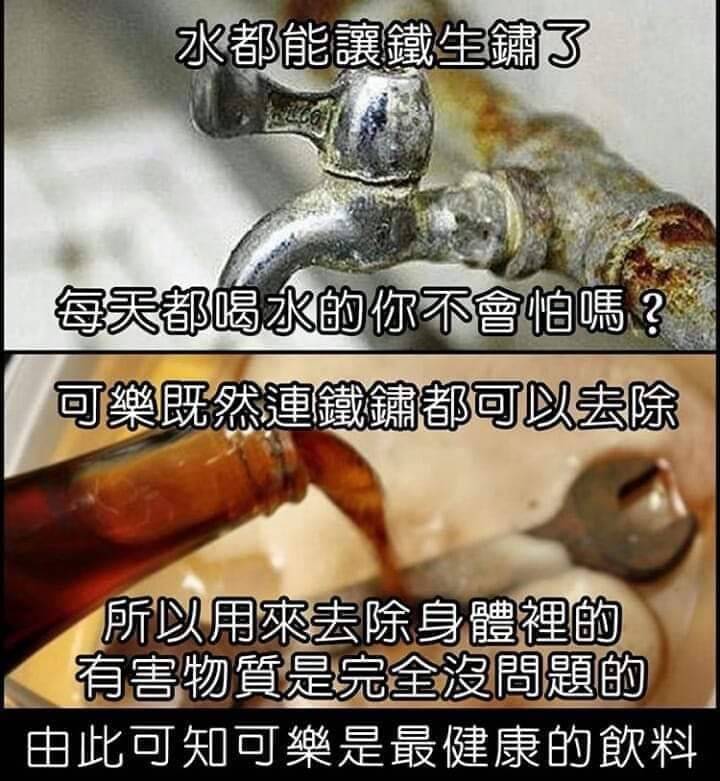 水都能讓鐵生鏽了
每天都喝水的你不會怕嗎？
可樂既然連鐵鏽都可以去除
所以用來去除身體裡的
有害物質是完全沒問題的
由此可知可樂是最健康的飲料